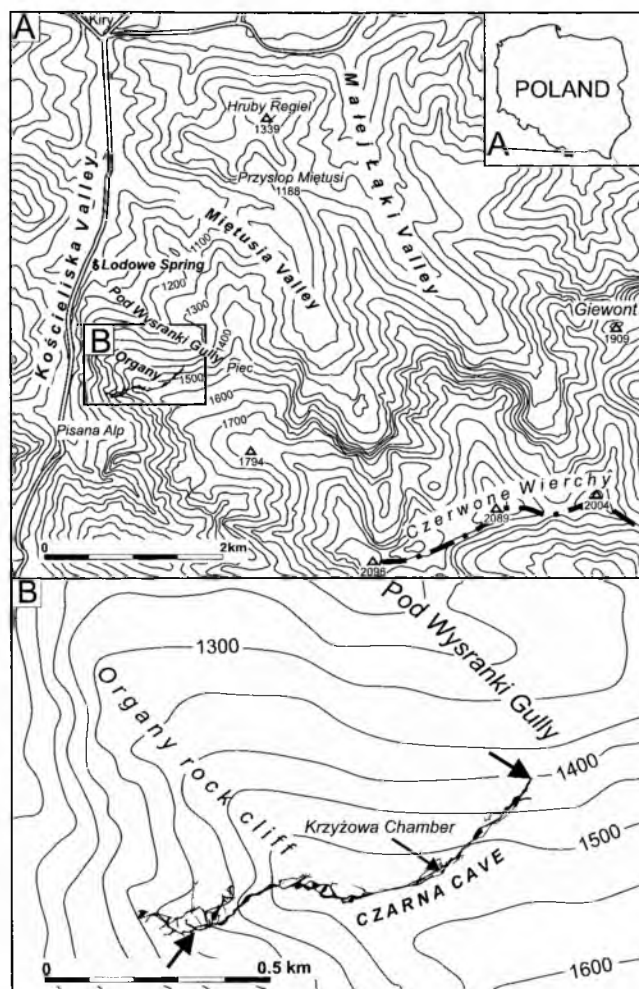 A
Kiry
Hruby Regiel
1339
Małej Łąki Valley
POLAND
A
Przysłop Miętusi
1188
Kościeliska Valley
Miętusia Valley
1100
Lodowe Spring
1200
Pod Wysranki Gully
1300
1400
Giewont
1909
B
Organy
1500
Piec
1600
1700
Pisana Alp
1794
Czerwone Wierchy
2089
2004
2096
0
2km
B
Pod Wysranki Gully
1300
Organy rock cliff
1400
Krzyżowa Chamber
1500
CZARNA CAVE
0
0.5 km
1600